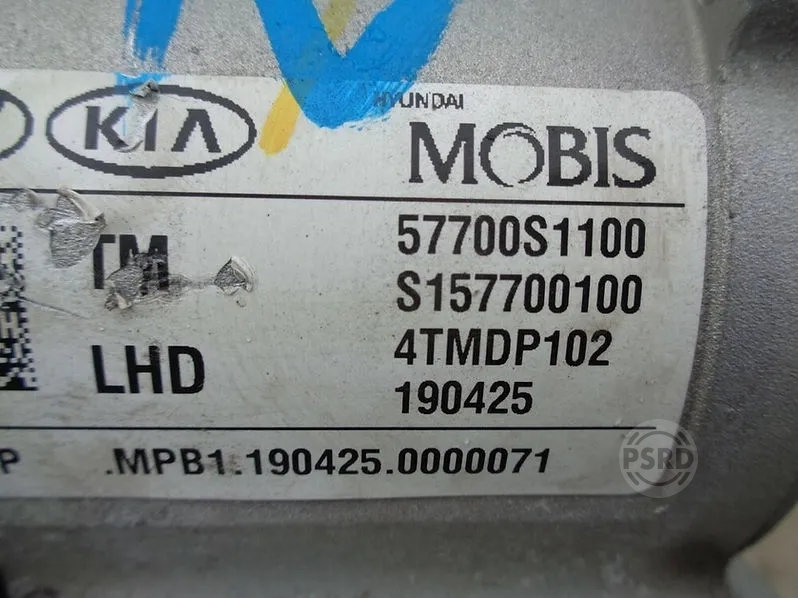 KIA
HYUNDAI
MOBIS
TM
57700S1100
S157700100
LHD
4TMDP102
190425
P .MPB1.190425.0000071
PSRD